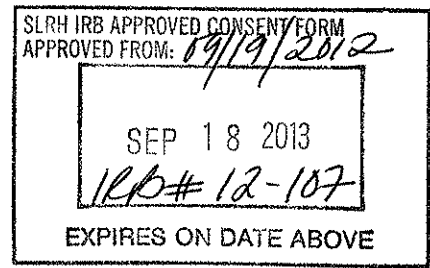 SLRH IRB APPROVED CONSENT FORM
APPROVED FROM: 09/19/2012
SEP 18 2013
IRB# 12-107
EXPIRES ON DATE ABOVE